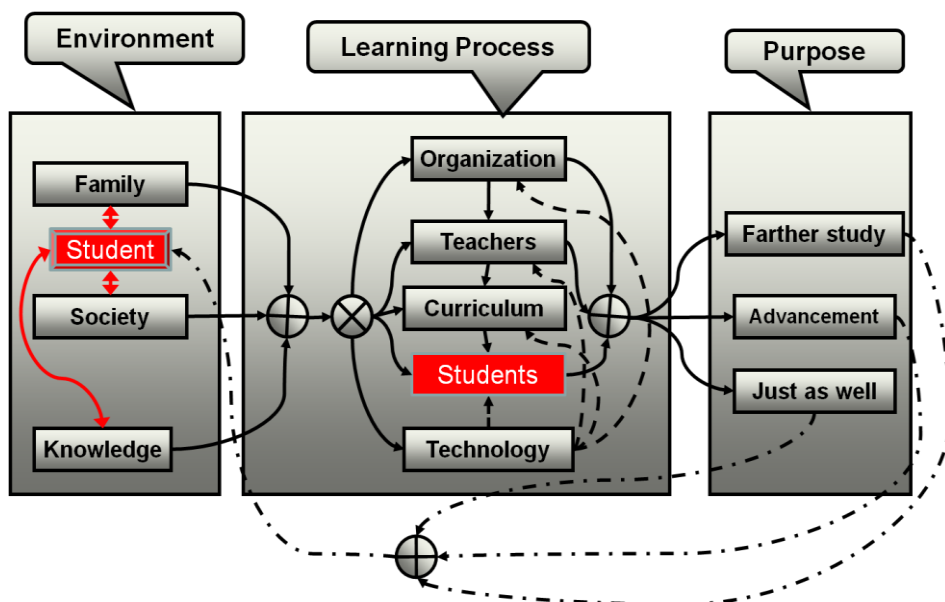 Environment
Learning Process
Purpose
Family
Student
Society
Knowledge
Organization
Teachers
Curriculum
Students
Technology
Farther study
Advancement
Just as well